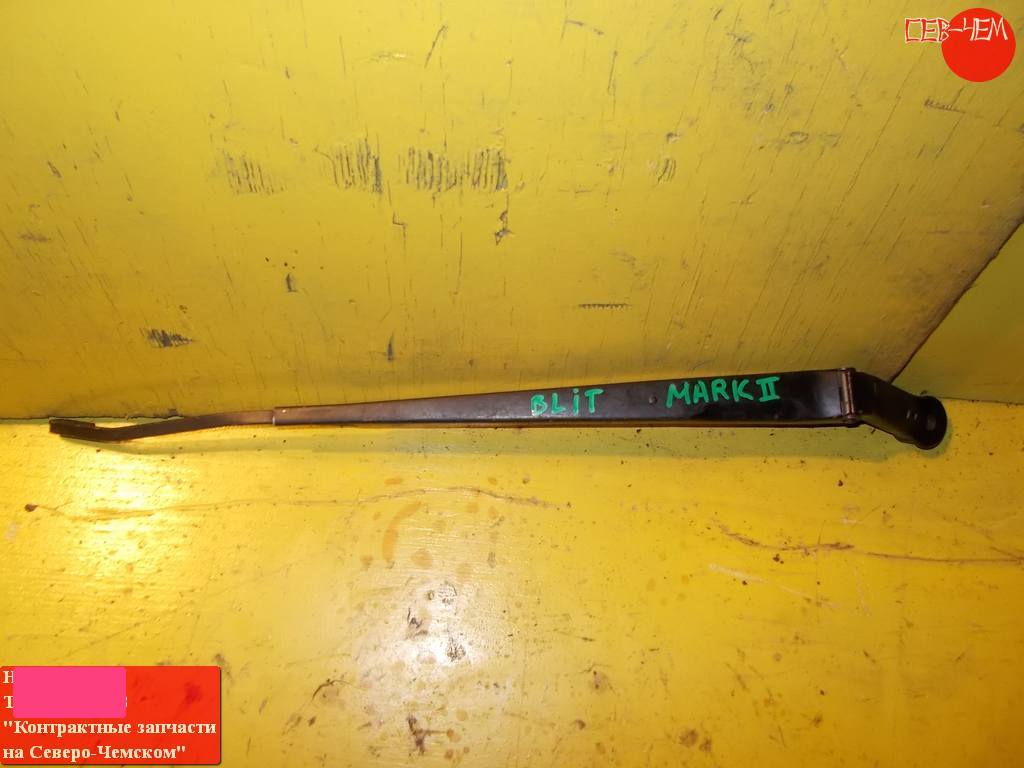 СЕВ-ЧЕМ
BLiT MARK II
"Контрактные запчасти
на Северо-Чемском"